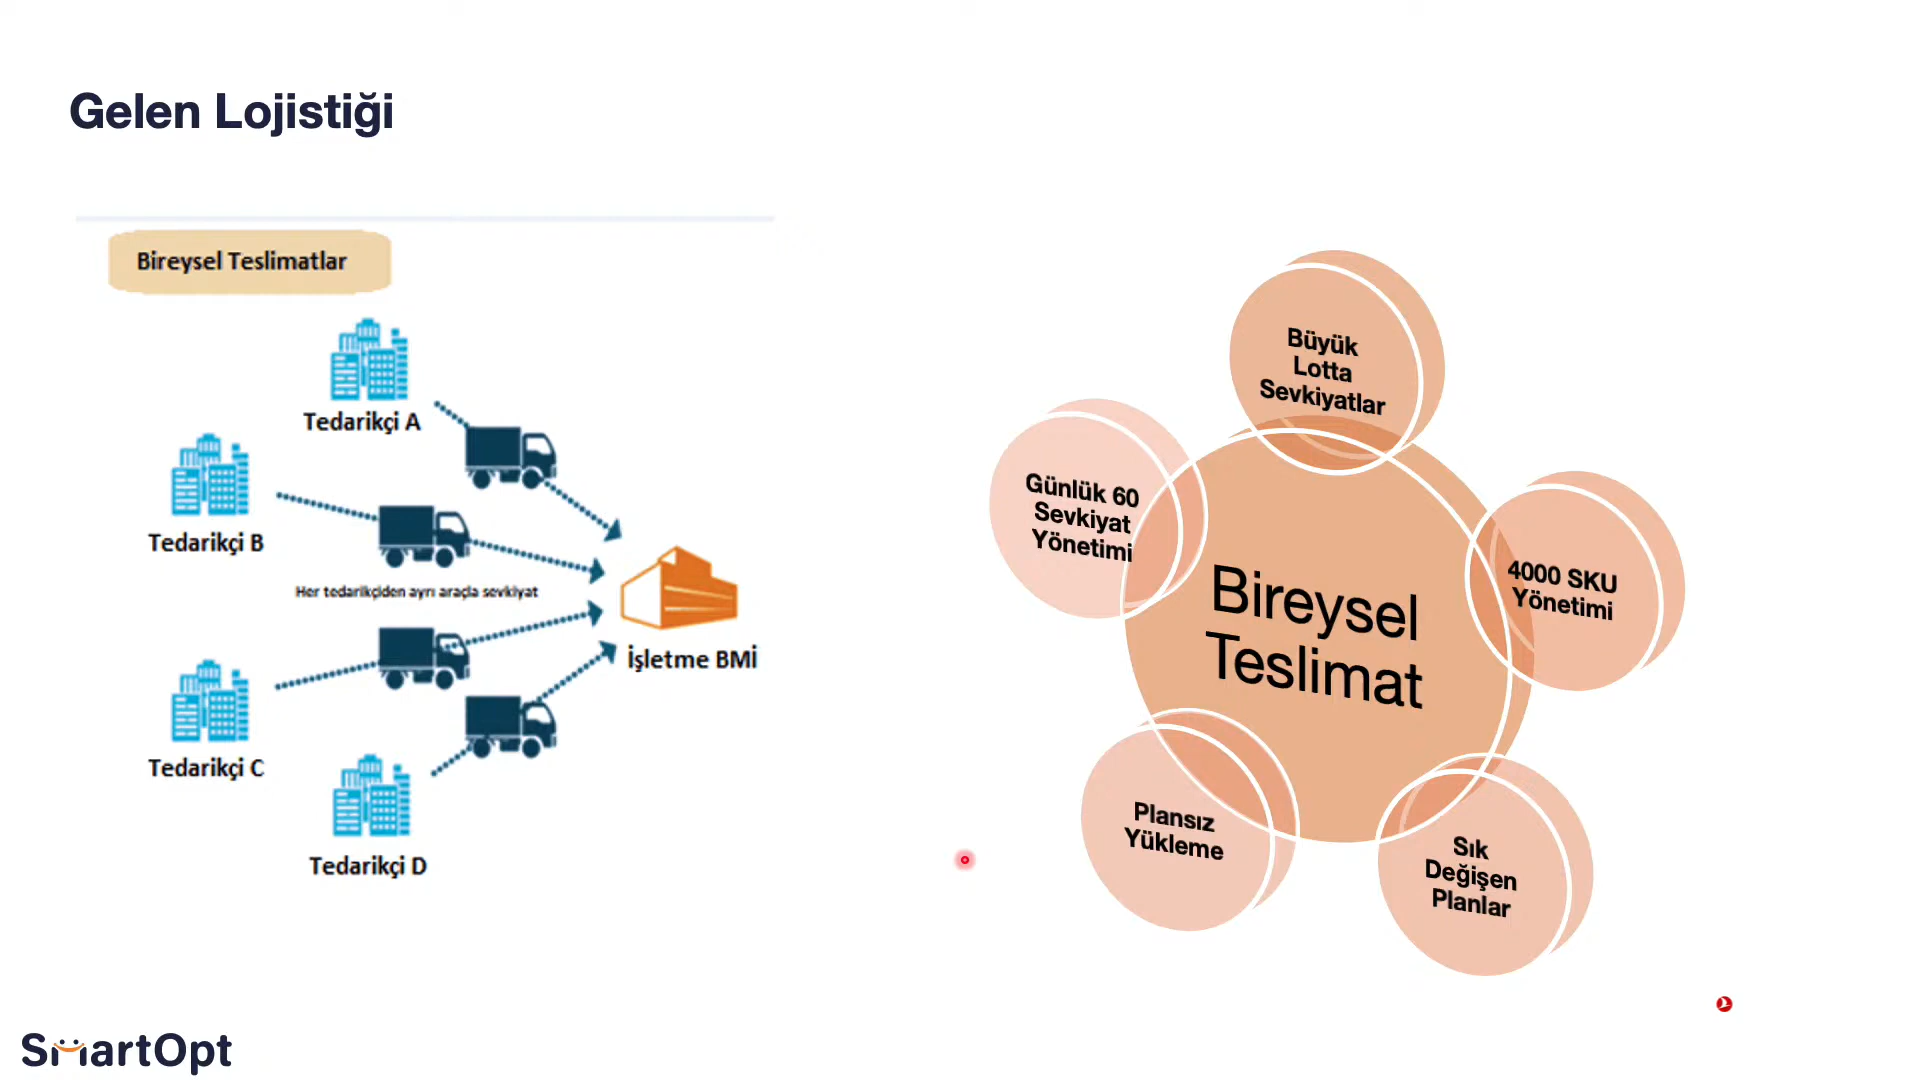 Gelen Lojistiği
Bireysel Teslimatlar
Tedarikçi A
Tedarikçi B
Her tedarikçiden ayrı araçla sevkiyat
İşletme BMİ
Tedarikçi C
Tedarikçi D
Büyük
Lotta
Sevkiyatlar
Günlük 60
Sevkiyat
Yönetimi
4000 SKU
Yönetimi
Bireysel
Teslimat
Plansız
Yükleme
Sık
Değişen
Planlar
SmartOpt